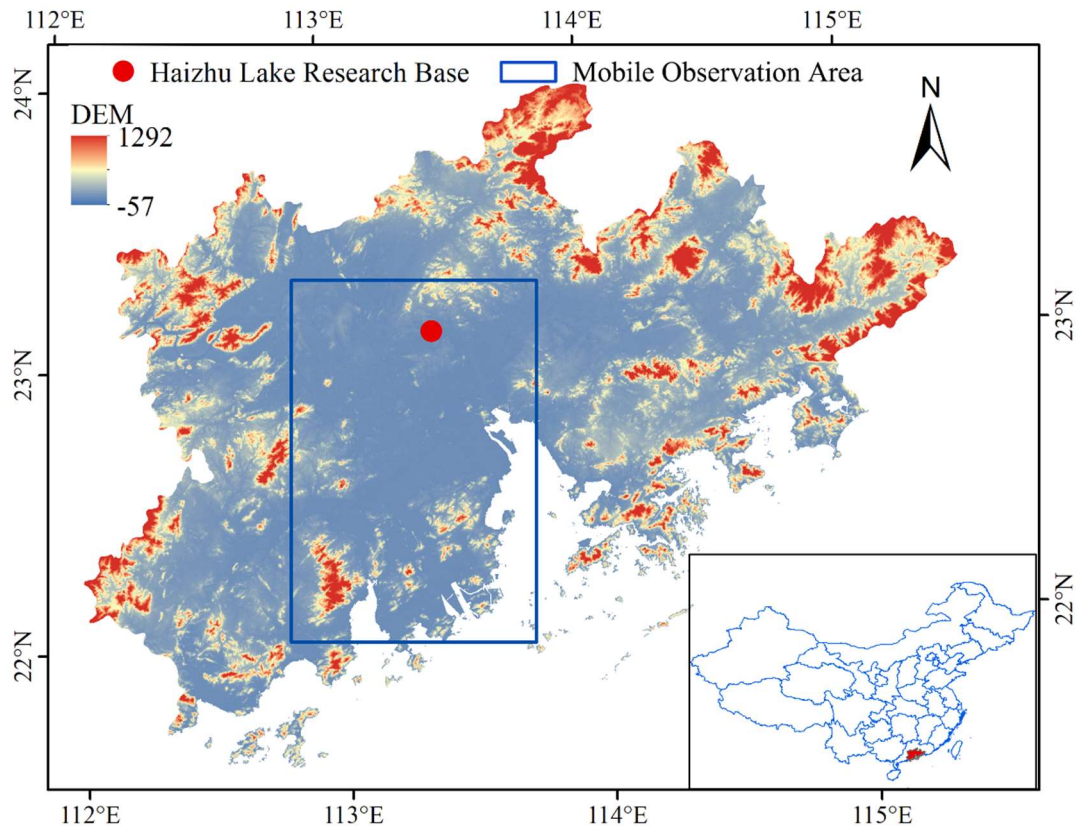 112°E 113°E 114°E 115°E
Haizhu Lake Research Base Mobile Observation Area
24°N
DEM
1292
-57
N
23°N
23°N
22°N
22°N
112°E 113°E 114°E 115°E